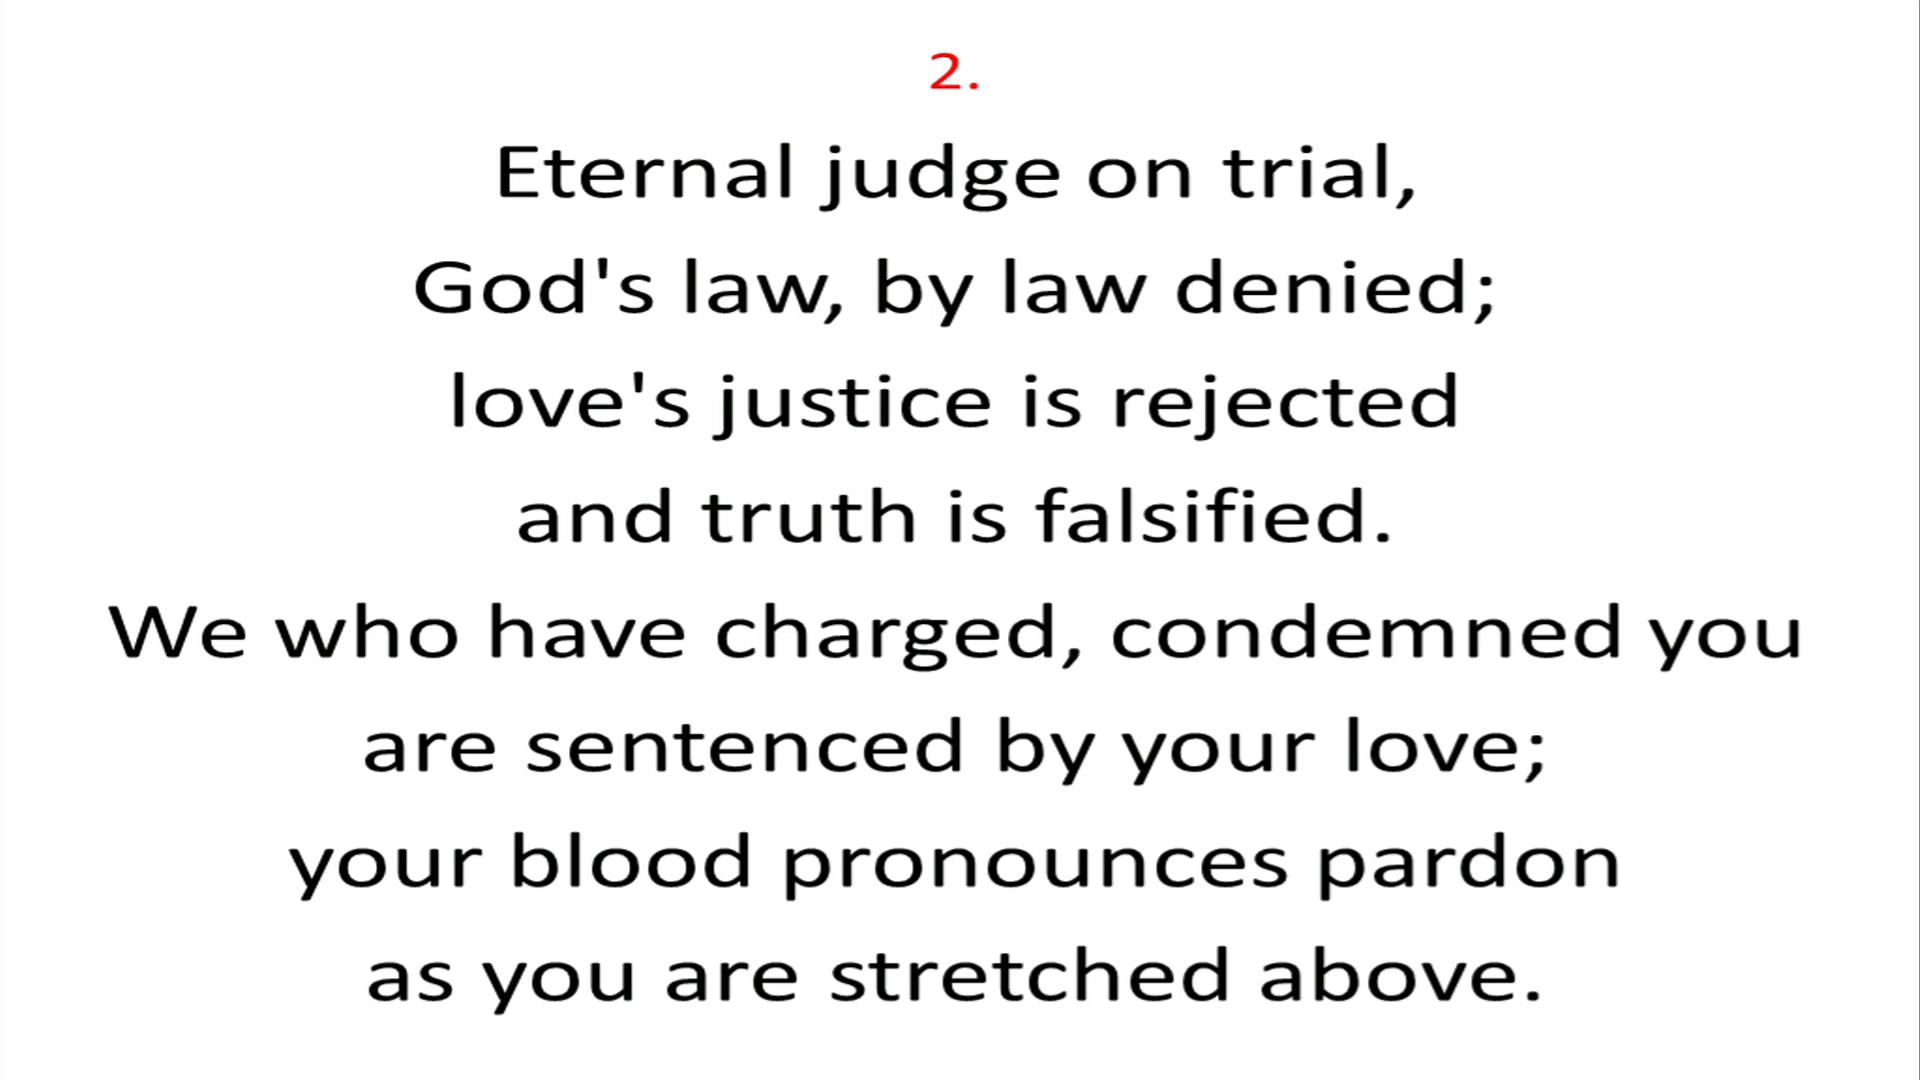 2.
Eternal judge on trial,
God's law, by law denied;
love's justice is rejected
and truth is falsified.
We who have charged, condemned you
are sentenced by your love;
your blood pronounces pardon
as you are stretched above.